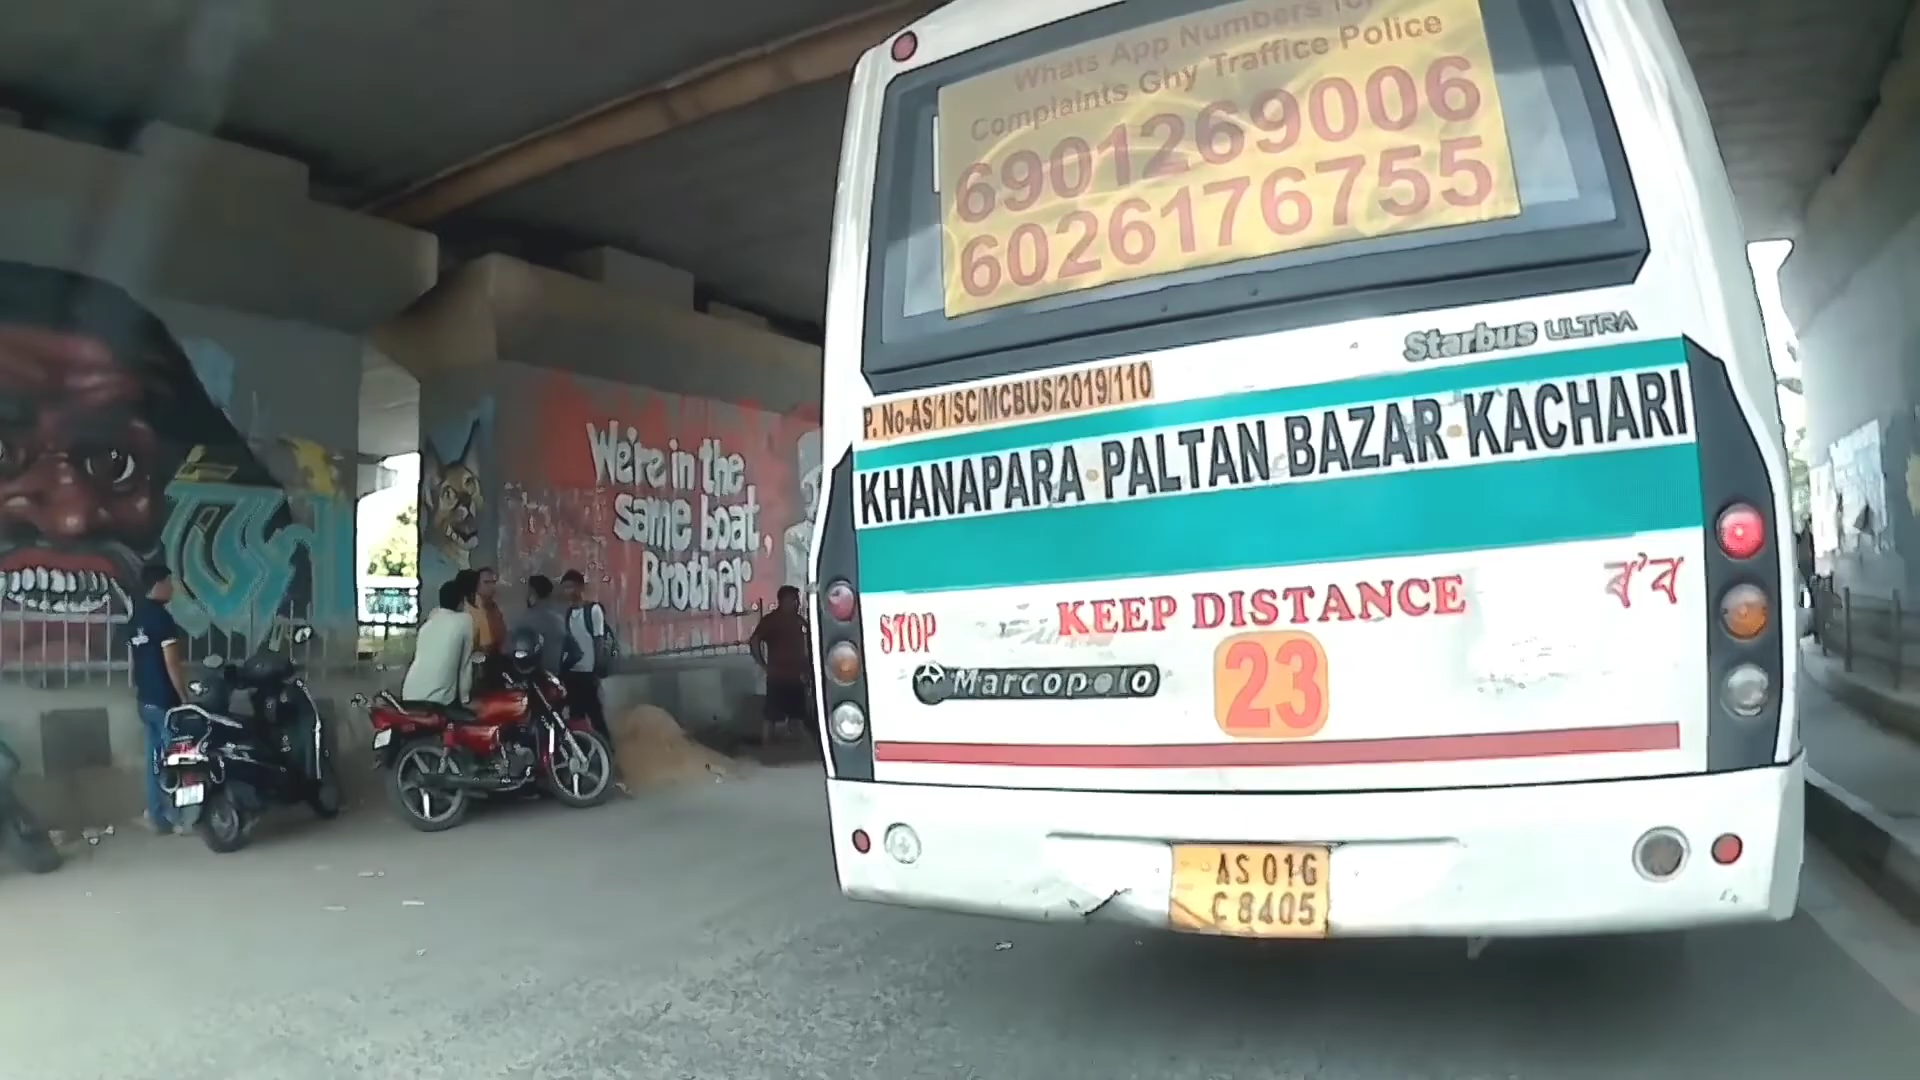 Whats App Numbers for
Complaints Ghy Traffice Police
6901269006
6026176755
Starbus ULTRA
P. No-AS/1/SC/MCBUS/2019/110
KHANAPARA • PALTAN BAZAR • KACHARI
STOP
KEEP DISTANCE
ৰ'ব
Marcopolo
23
AS 01G
C 8405
We're in the
same boat,
Brother.